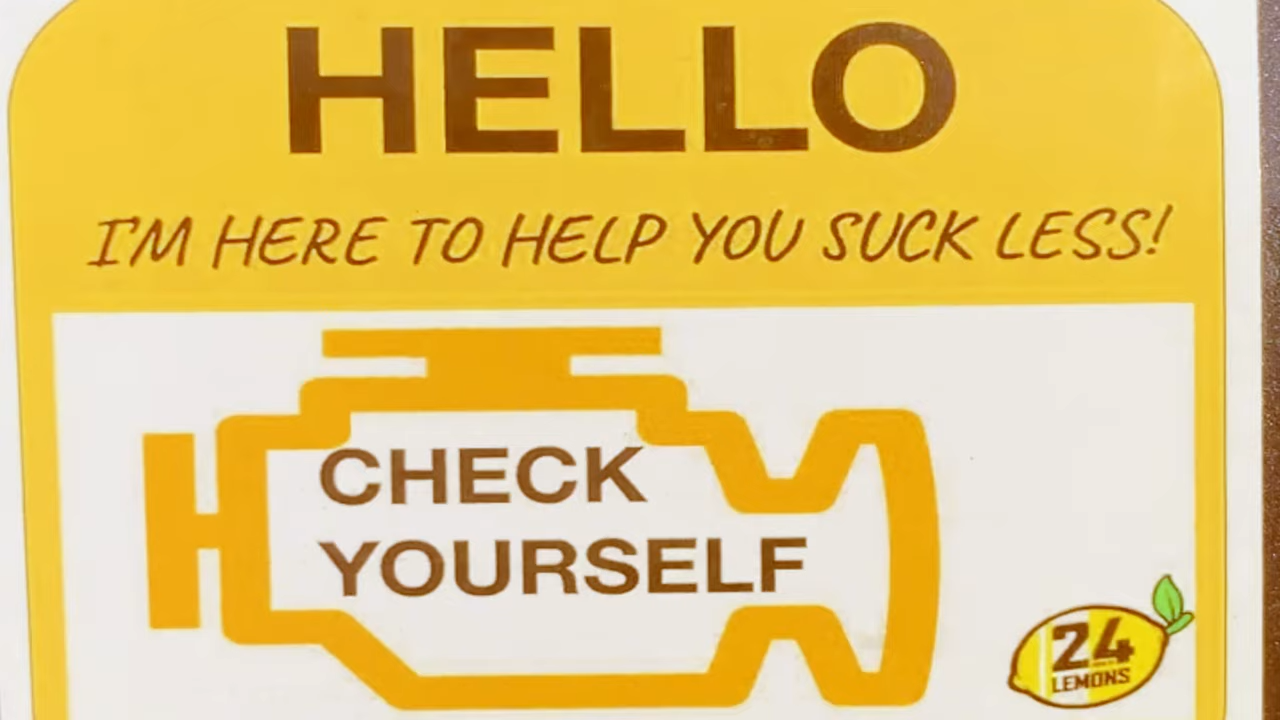 HELLO
I'M HERE TO HELP YOU SUCK LESS!
CHECK
YOURSELF
24
LEMONS